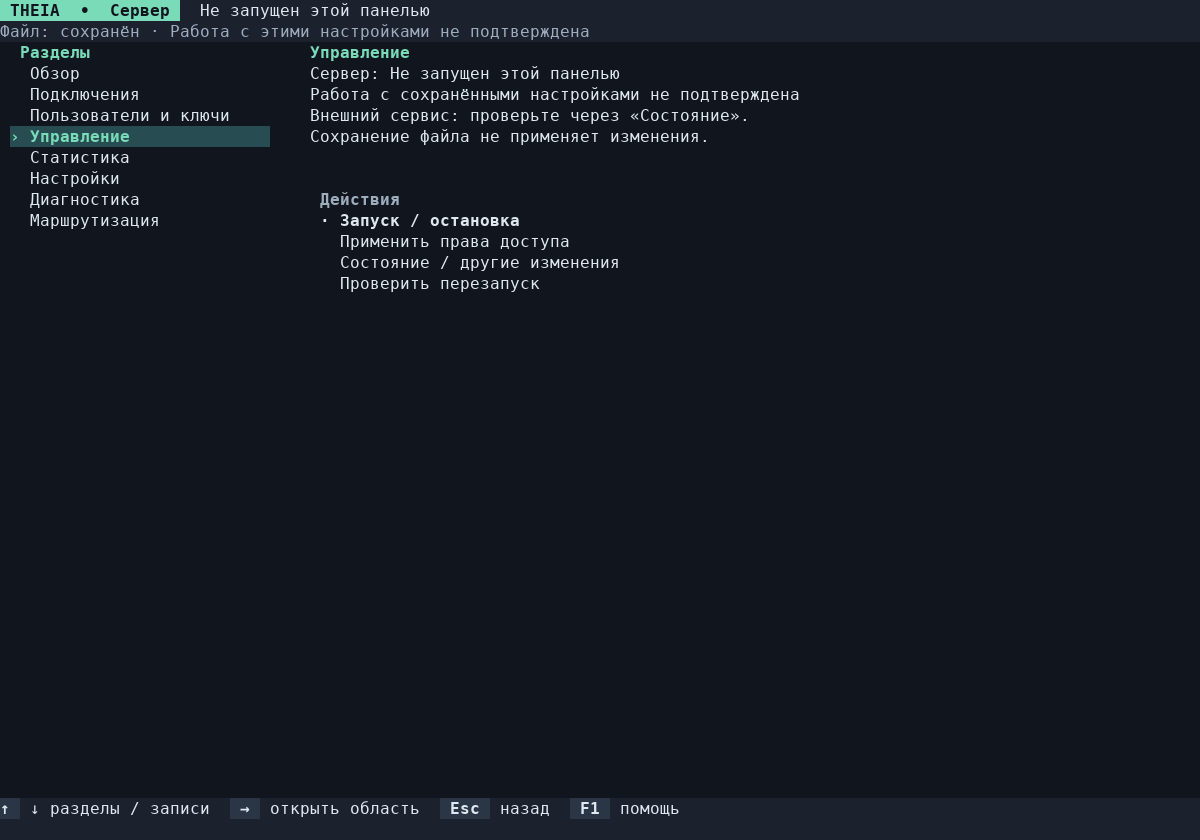 THEIA • Сервер Не запущен этой панелью
Файл: сохранён · Работа с этими настройками не подтверждена
Разделы
Обзор
Подключения
Пользователи и ключи
› Управление
Статистика
Настройки
Диагностика
Маршрутизация
Управление
Сервер: Не запущен этой панелью
Работа с сохранёнными настройками не подтверждена
Внешний сервис: проверьте через «Состояние».
Сохранение файла не применяет изменения.
Действия
· Запуск / остановка
Применить права доступа
Состояние / другие изменения
Проверить перезапуск
↑ ↓ разделы / записи → открыть область Esc назад F1 помощь